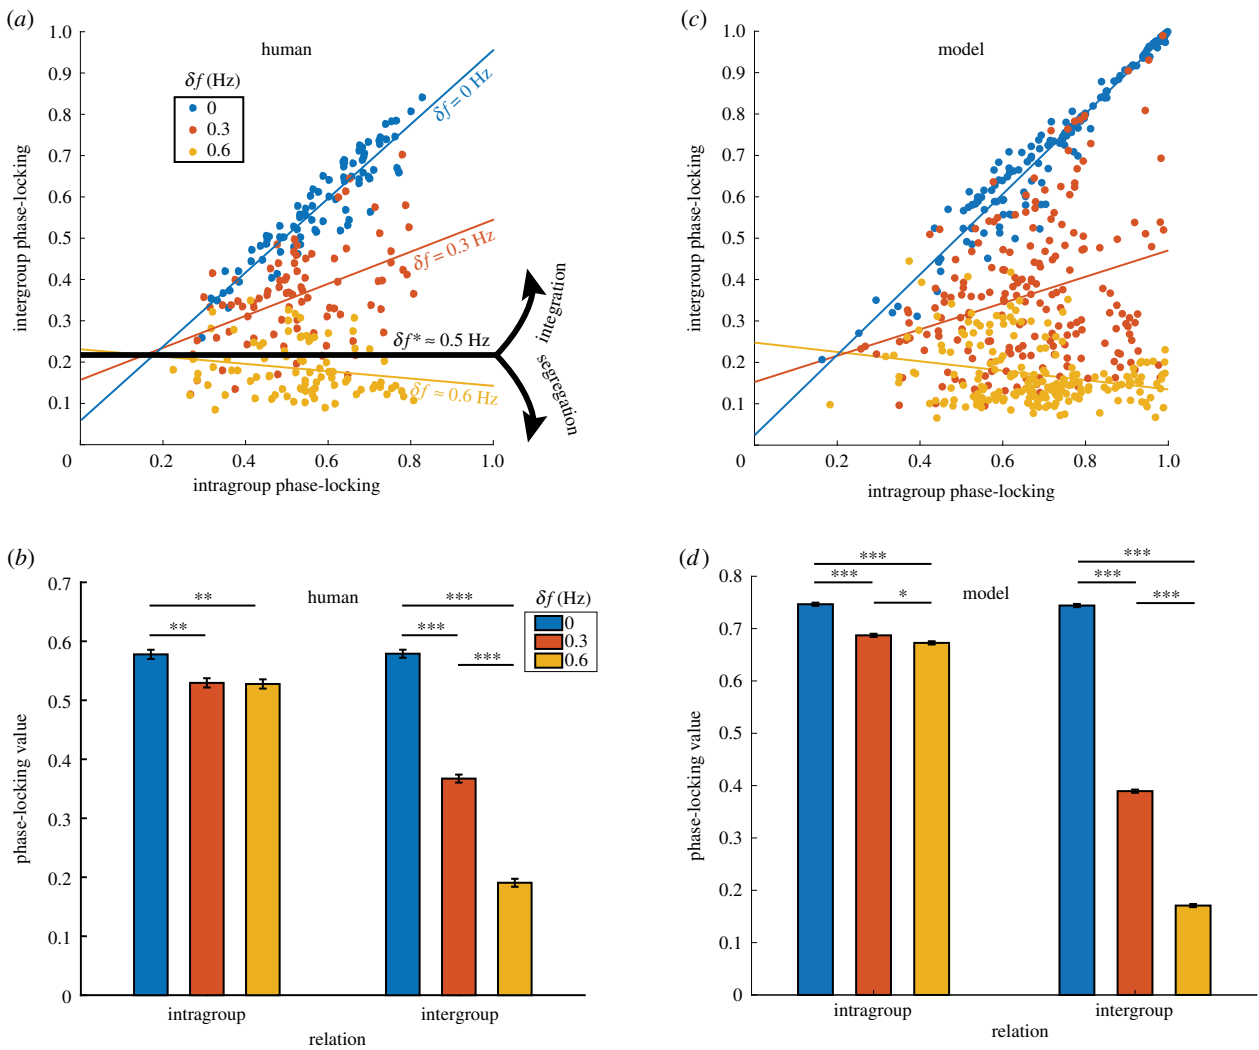 (a)
human
δf (Hz)
0
0.3
0.6
1.0
0.9
0.8
0.7
0.6
0.5
0.4
0.3
0.2
0.1
0
0.2
0.4
0.6
0.8
1.0
intergroup phase-locking
intragroup phase-locking
δf = 0 Hz
δf = 0.3 Hz
δf* ≈ 0.5 Hz
δf ≈ 0.6 Hz
integration
segregation
(c)
model
1.0
0.9
0.8
0.7
0.6
0.5
0.4
0.3
0.2
0.1
0
0.2
0.4
0.6
0.8
1.0
intergroup phase-locking
intragroup phase-locking
(b)
human
δf (Hz)
0
0.3
0.6
0.7
0.6
0.5
0.4
0.3
0.2
0.1
0
phase-locking value
**
**
***
***
***
intragroup
intergroup
relation
(d)
model
0.8
0.7
0.6
0.5
0.4
0.3
0.2
0.1
0
phase-locking value
***
***
*
***
***
***
intragroup
intergroup
relation